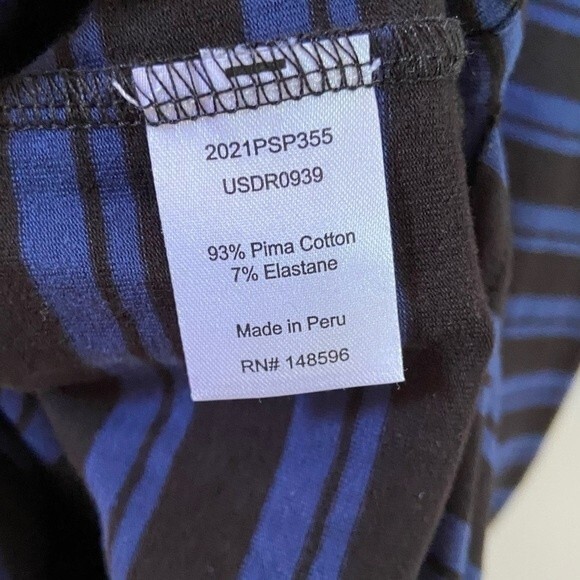 2021PSP355
USDR0939
93% Pima Cotton
7% Elastane
Made in Peru
RN# 148596